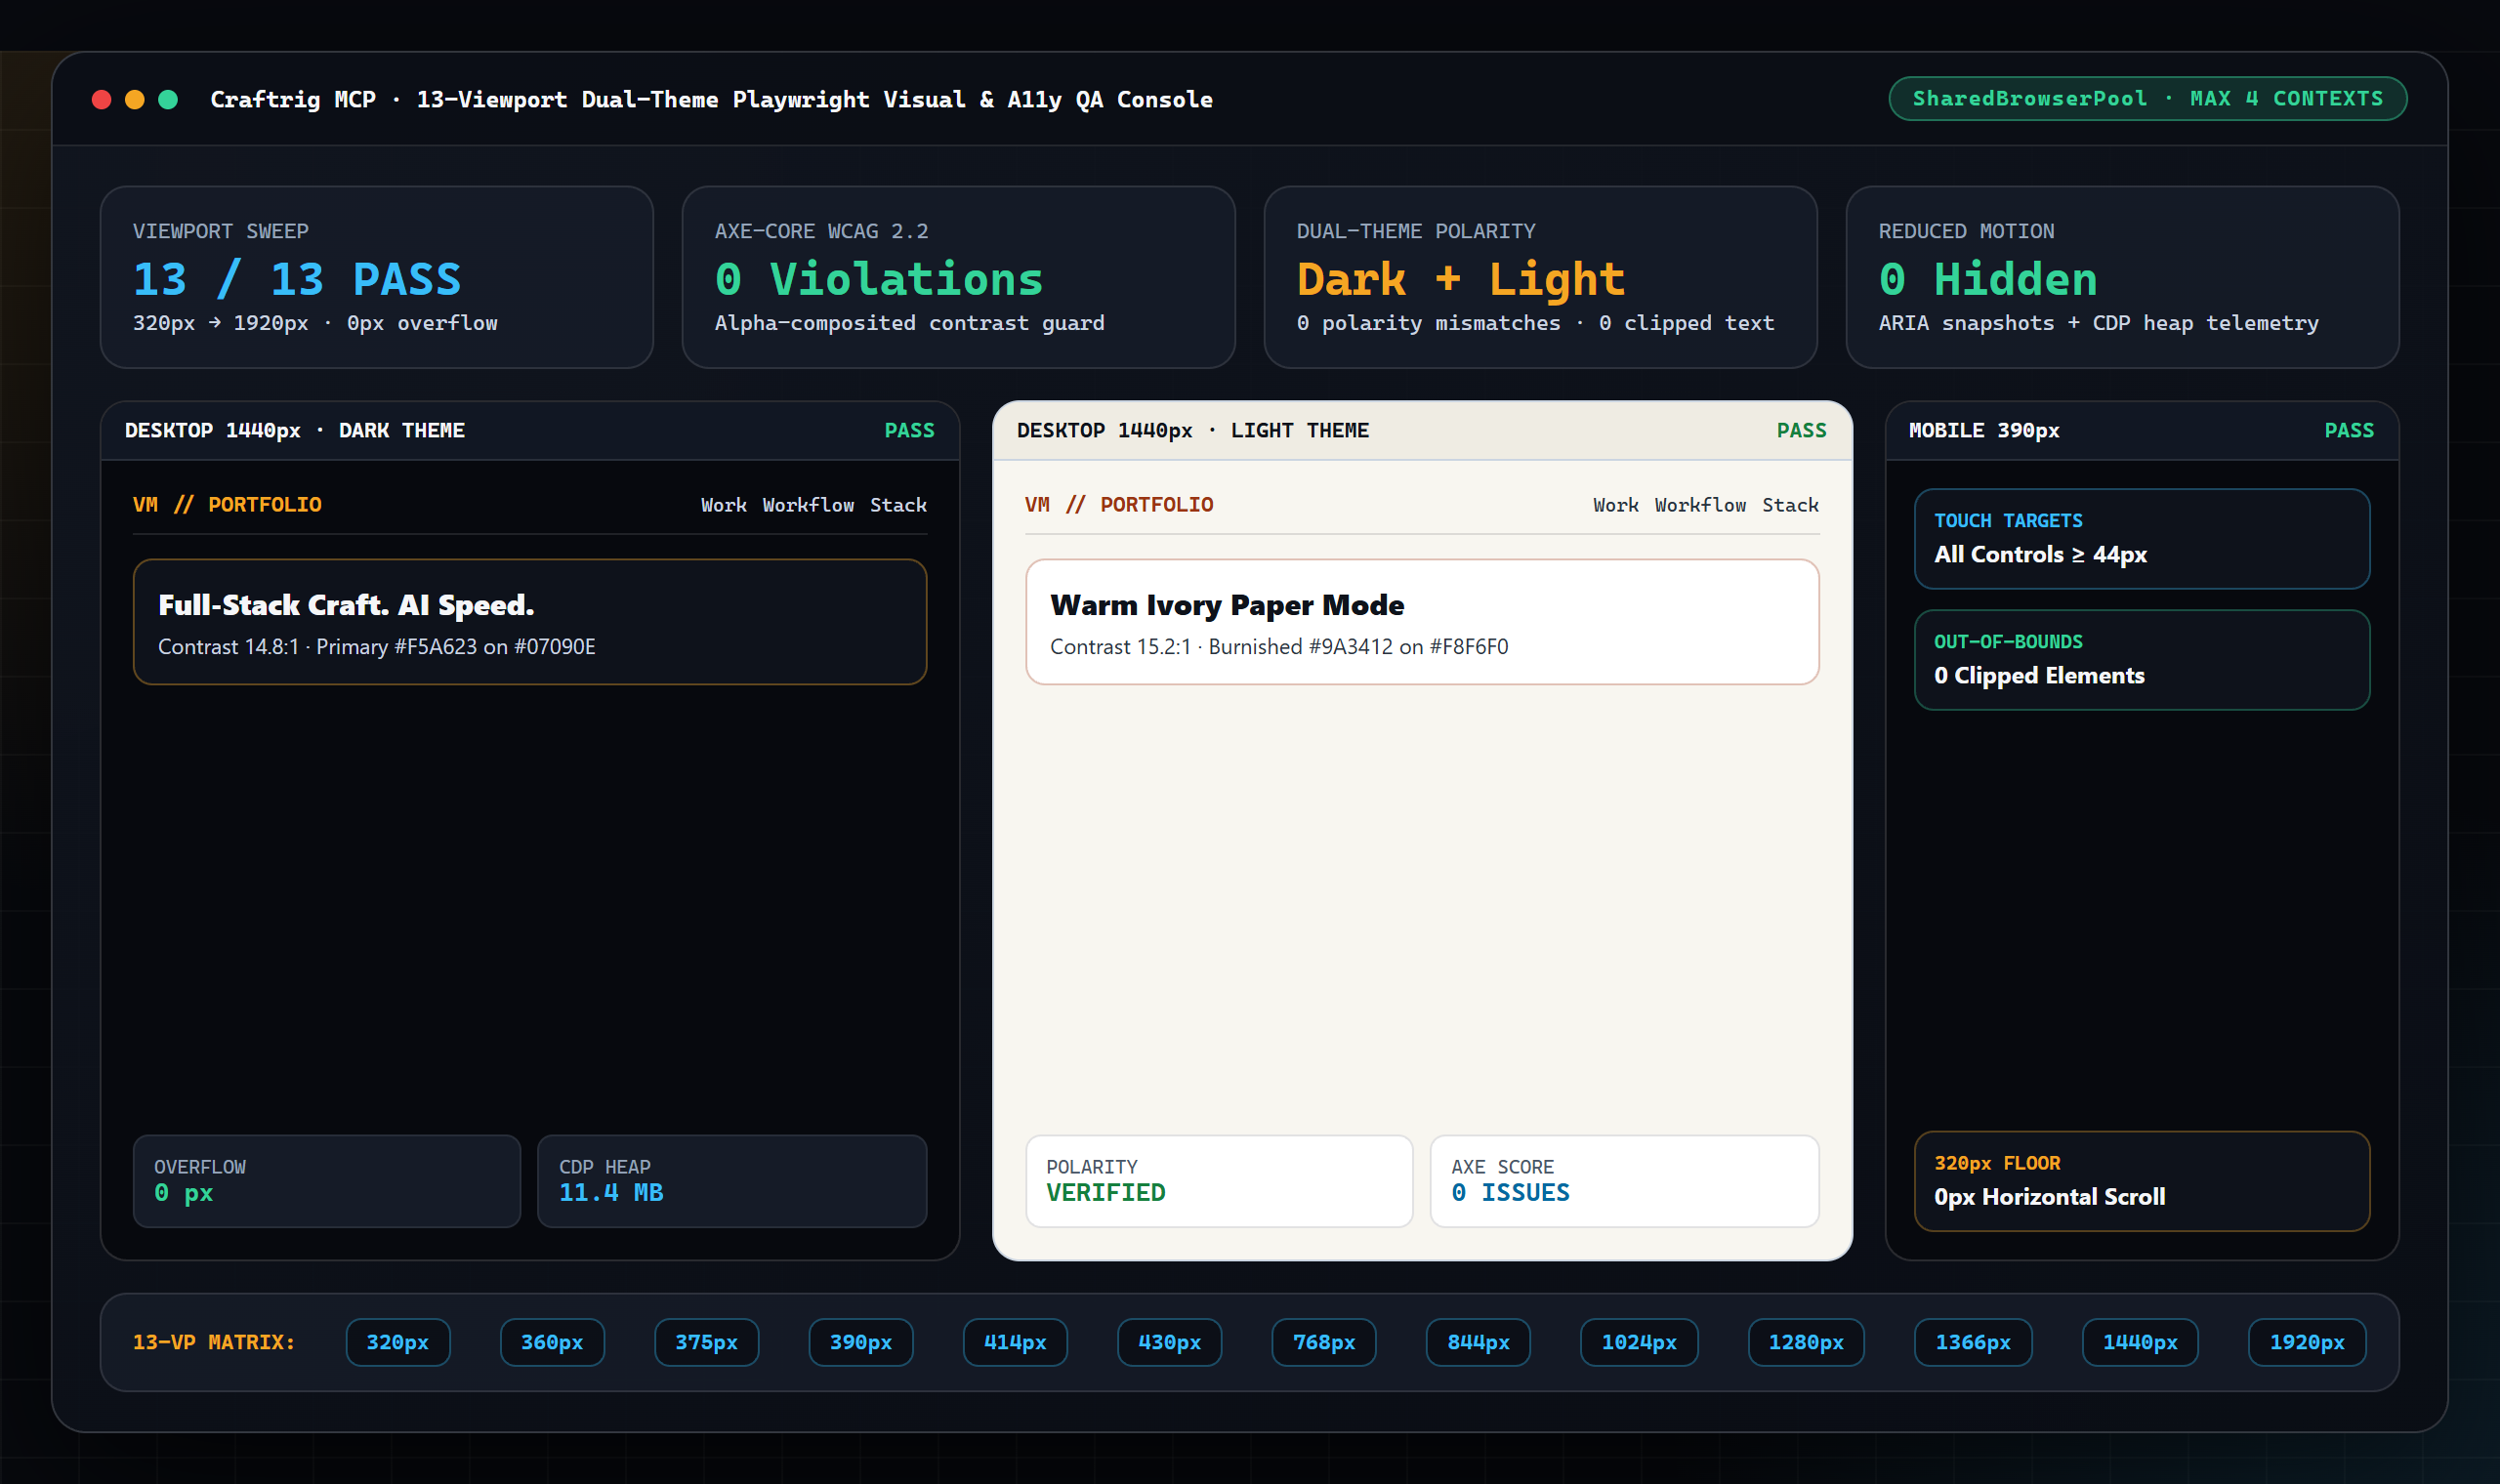 Craftrig MCP · 13-Viewport Dual-Theme Playwright Visual & A11y QA Console
SharedBrowserPool · MAX 4 CONTEXTS
VIEWPORT SWEEP
13 / 13 PASS
320px → 1920px · 0px overflow
AXE-CORE WCAG 2.2
0 Violations
Alpha-composited contrast guard
DUAL-THEME POLARITY
Dark + Light
0 polarity mismatches · 0 clipped text
REDUCED MOTION
0 Hidden
ARIA snapshots + CDP heap telemetry
DESKTOP 1440px · DARK THEME
PASS
VM // PORTFOLIO
Work Workflow Stack
Full-Stack Craft. AI Speed.
Contrast 14.8:1 · Primary #F5A623 on #07090E
OVERFLOW
0 px
CDP HEAP
11.4 MB
DESKTOP 1440px · LIGHT THEME
PASS
VM // PORTFOLIO
Work Workflow Stack
Warm Ivory Paper Mode
Contrast 15.2:1 · Burnished #9A3412 on #F8F6F0
POLARITY
VERIFIED
AXE SCORE
0 ISSUES
MOBILE 390px
PASS
TOUCH TARGETS
All Controls ≥ 44px
OUT-OF-BOUNDS
0 Clipped Elements
320px FLOOR
0px Horizontal Scroll
13-VP MATRIX: 320px 360px 375px 390px 414px 430px 768px 844px 1024px 1280px 1366px 1440px 1920px